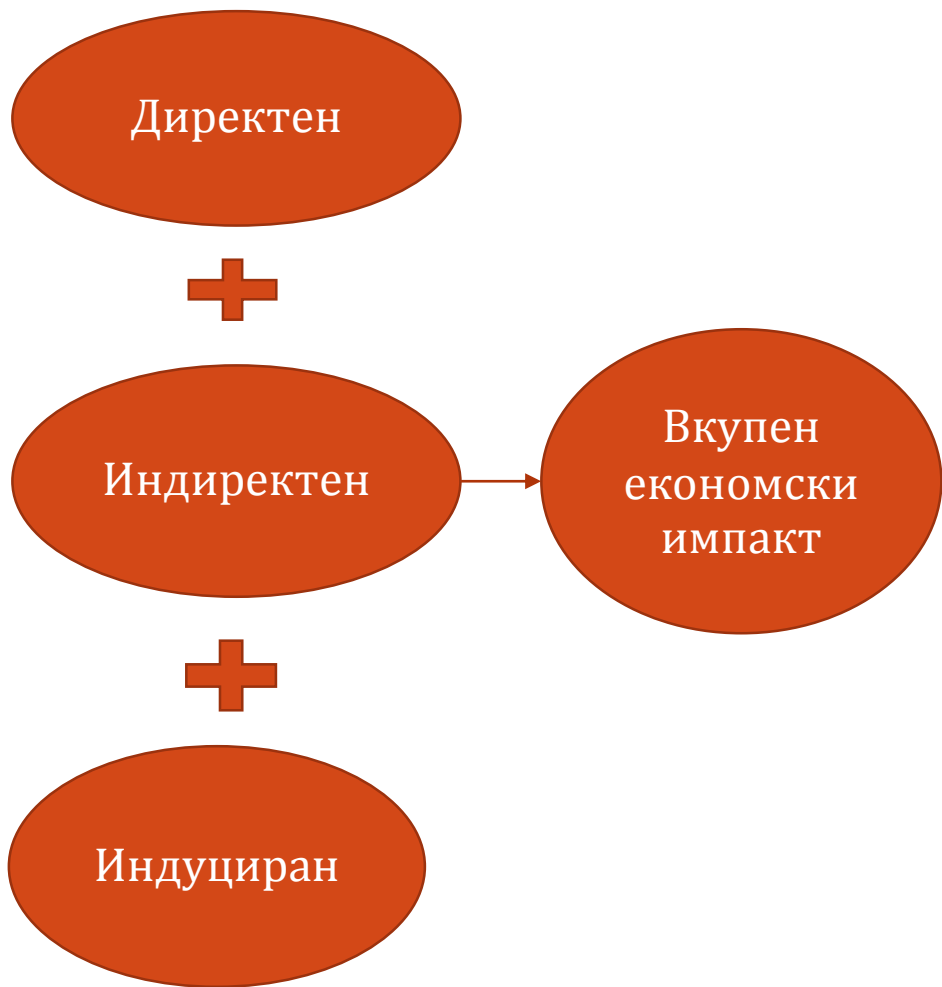 Директен
Индиректен
Вкупен
економски
импакт
Индуциран